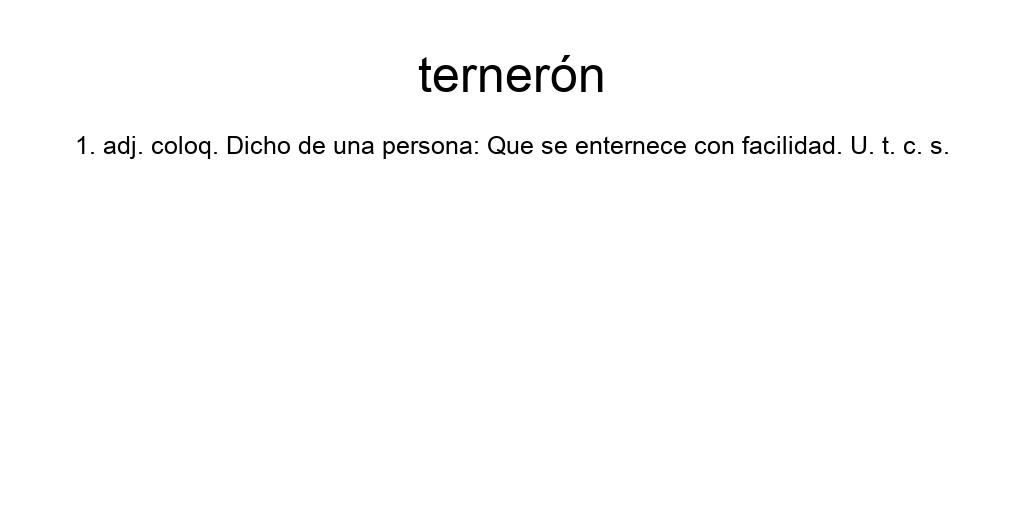 ternerón
1. adj. coloq. Dicho de una persona: Que se enternece con facilidad. U. t. c. s.